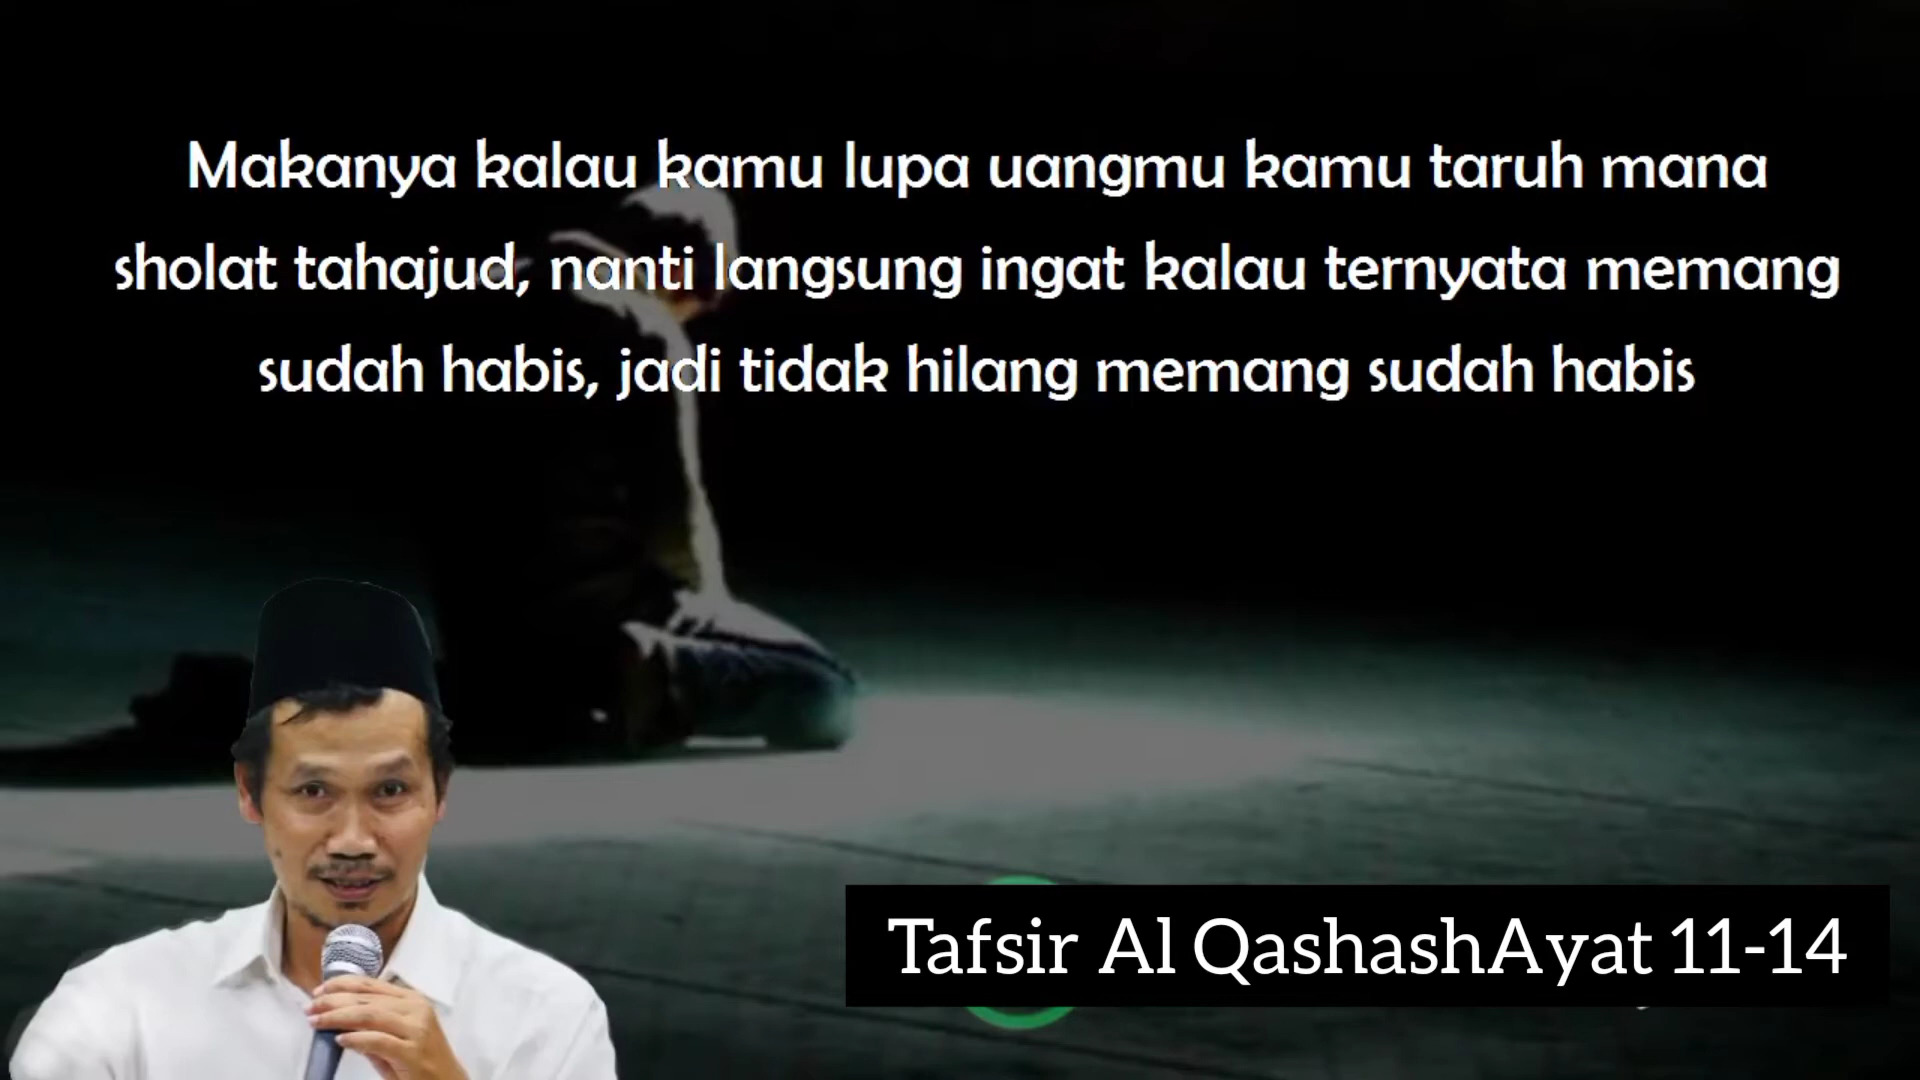 Makanya kalau kamu lupa uangmu kamu taruh mana
sholat tahajud, nanti langsung ingat kalau ternyata memang
sudah habis, jadi tidak hilang memang sudah habis
Tafsir Al QashashAyat 11-14